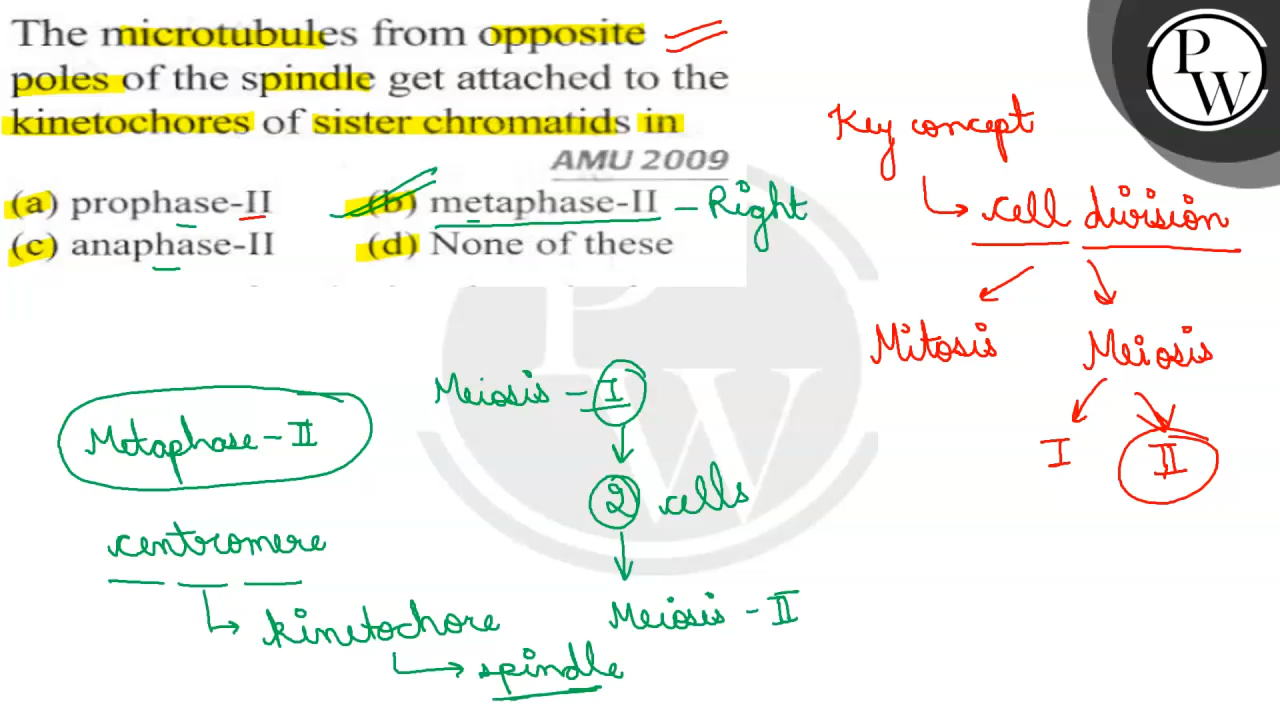 The microtubules from opposite
poles of the spindle get attached to the
kinetochores of sister chromatids in
AMU 2009
(a) prophase-II (b) metaphase-II - Right
(c) anaphase-II (d) None of these
PW
Key concept
cell division
Mitosis Meiosis
I II
Meiosis - I
2 cells
Meiosis - II
Metaphase - II
centromere
kinetochore
spindle
PW